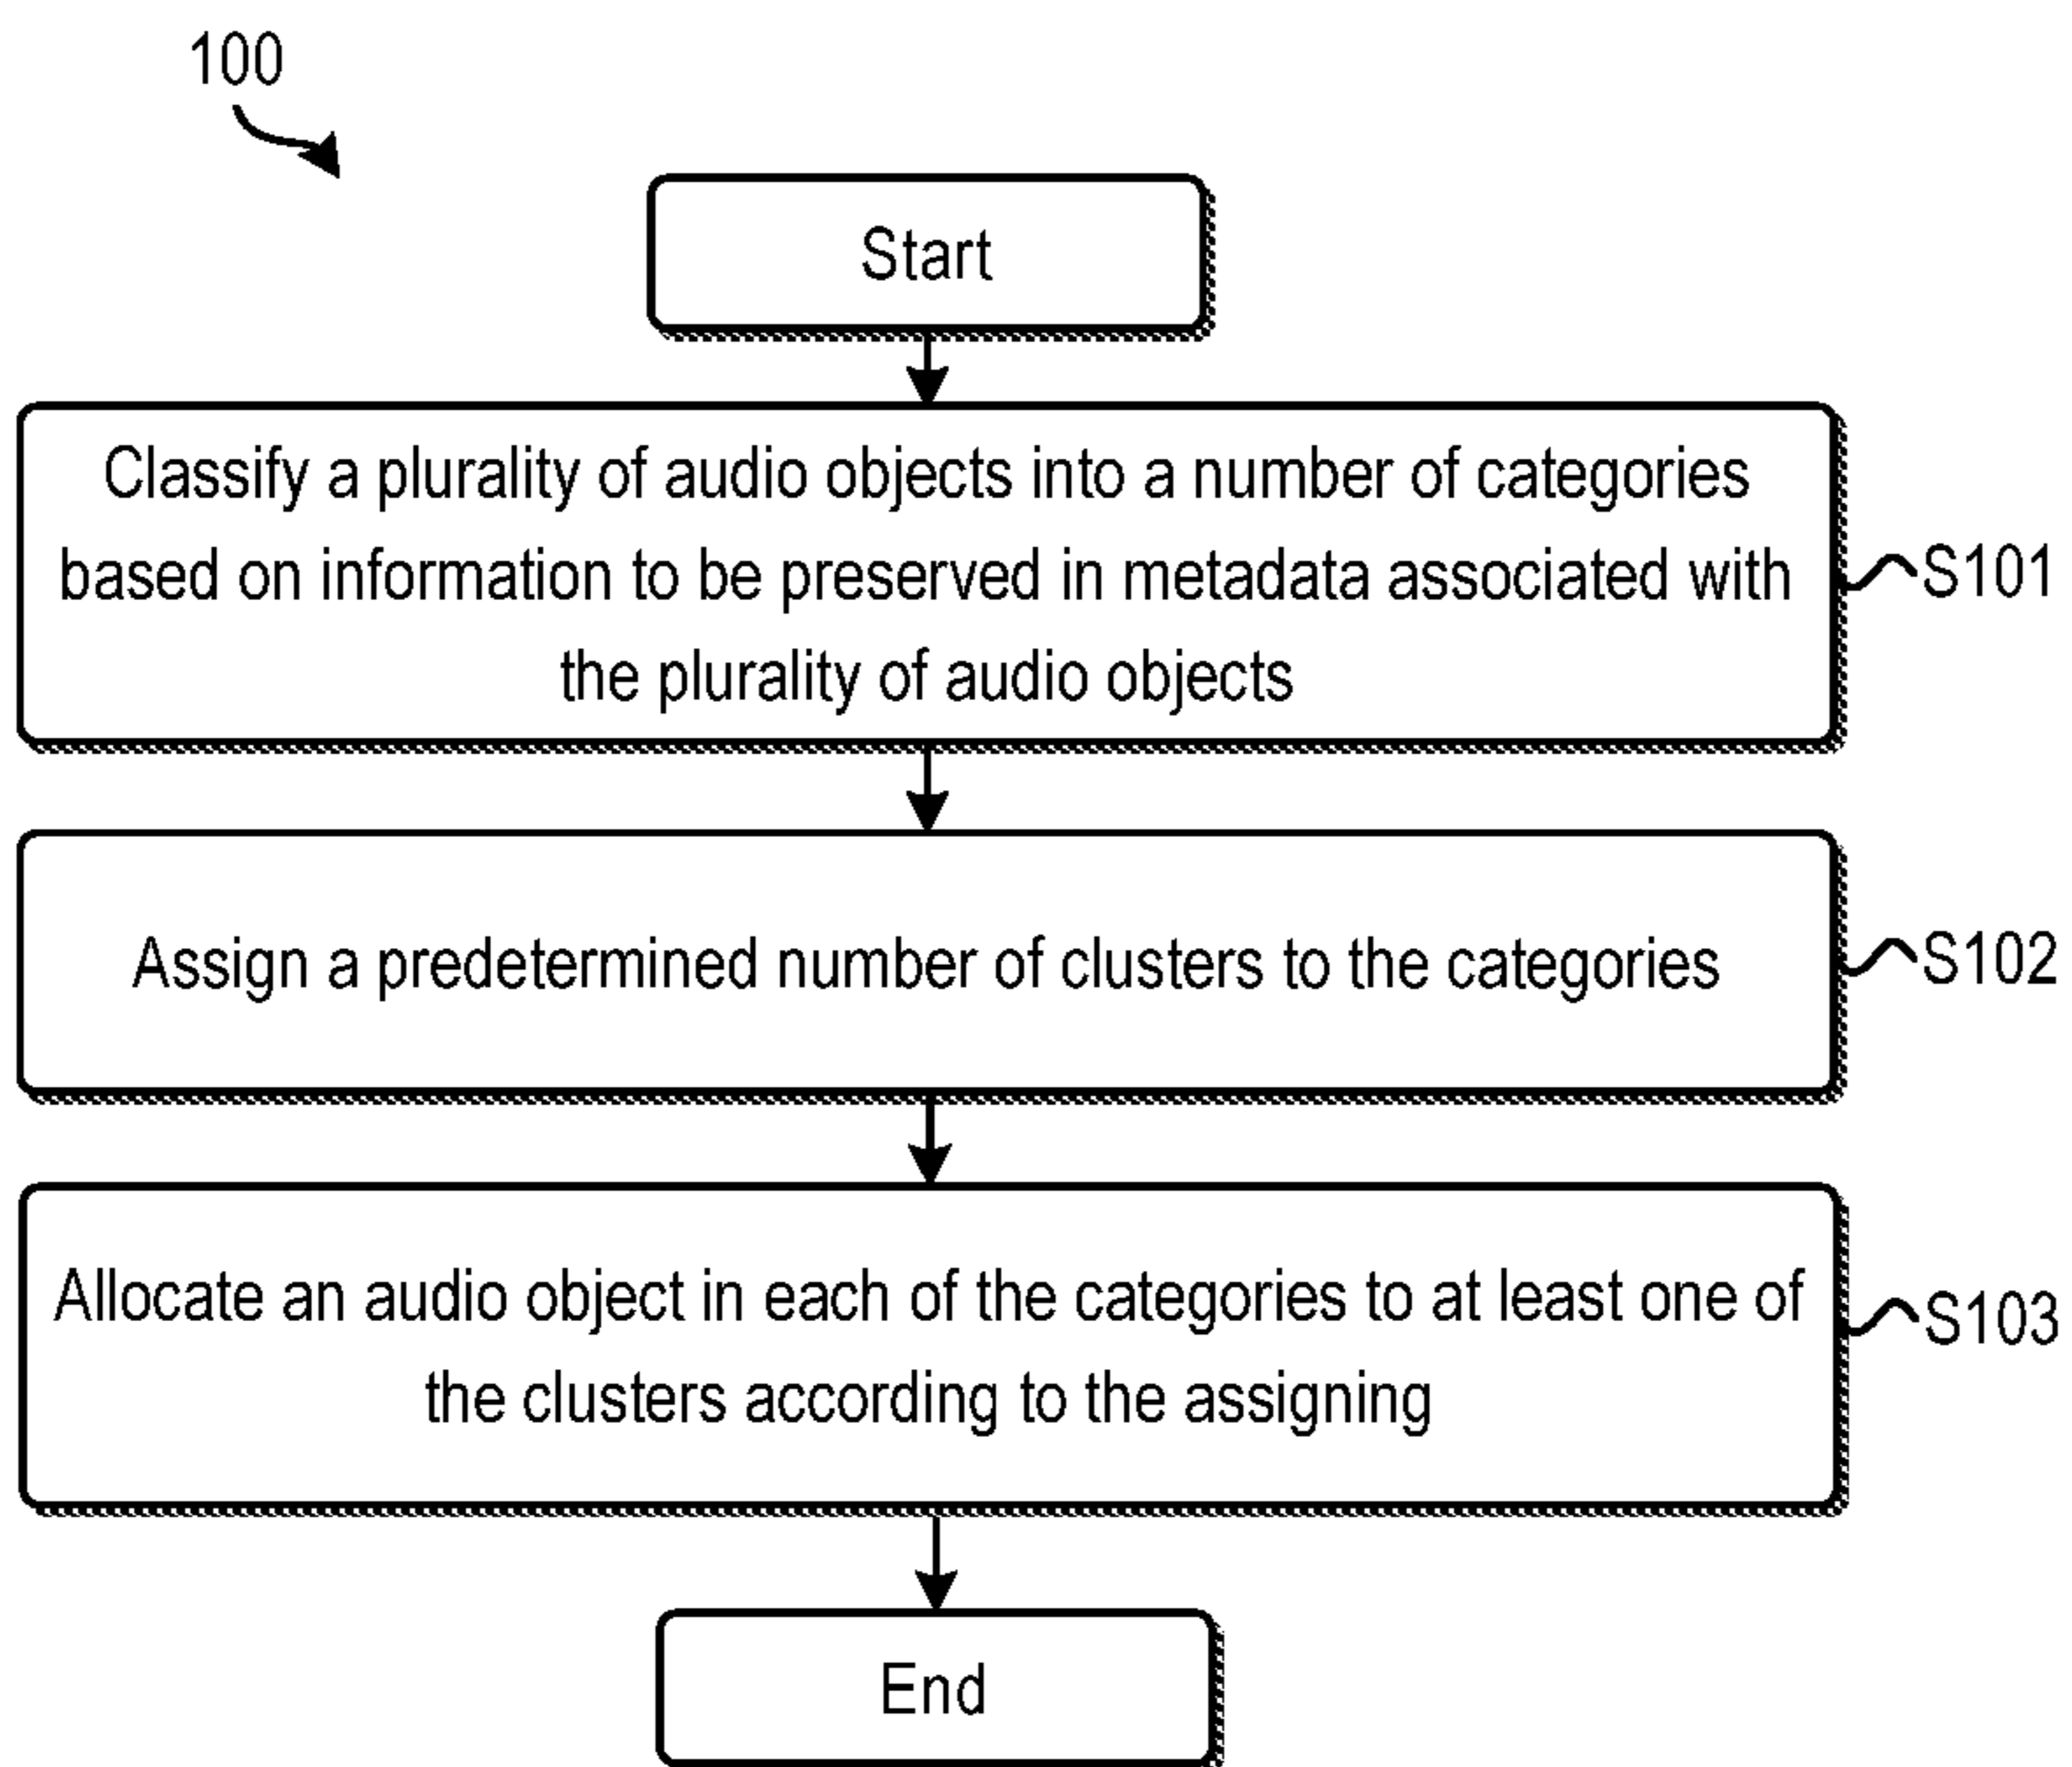 100
Start
Classify a plurality of audio objects into a number of categories
based on information to be preserved in metadata associated with
the plurality of audio objects
S101
Assign a predetermined number of clusters to the categories
S102
Allocate an audio object in each of the categories to at least one of
the clusters according to the assigning
S103
End